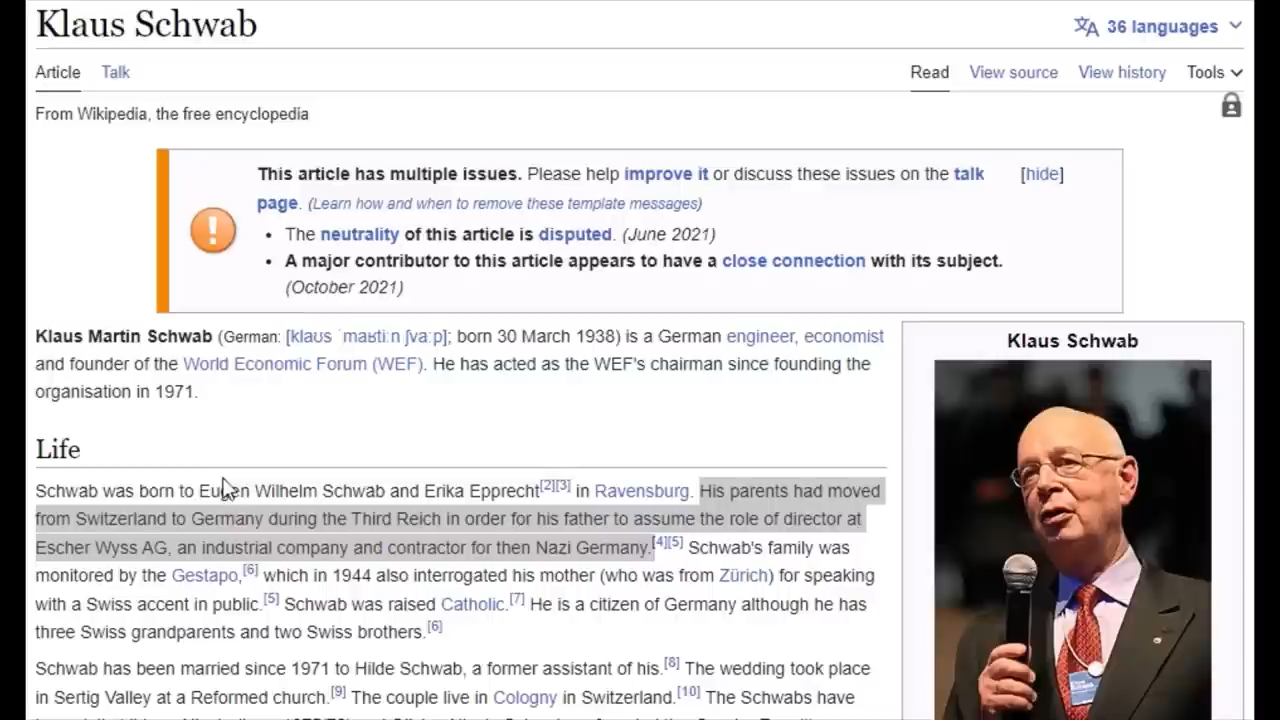 Klaus Schwab
36 languages
Article Talk Read View source View history Tools
From Wikipedia, the free encyclopedia
This article has multiple issues. Please help improve it or discuss these issues on the talk [hide]
page. (Learn how and when to remove these template messages)
• The neutrality of this article is disputed. (June 2021)
• A major contributor to this article appears to have a close connection with its subject.
(October 2021)
Klaus Martin Schwab (German: [klaʊs ˈmaʁtiːn ʃvaːp]; born 30 March 1938) is a German engineer, economist
and founder of the World Economic Forum (WEF). He has acted as the WEF's chairman since founding the
organisation in 1971.
Klaus Schwab
Life
Schwab was born to Eugen Wilhelm Schwab and Erika Epprecht[2][3] in Ravensburg. His parents had moved
from Switzerland to Germany during the Third Reich in order for his father to assume the role of director at
Escher Wyss AG, an industrial company and contractor for then Nazi Germany.[4][5] Schwab's family was
monitored by the Gestapo,[6] which in 1944 also interrogated his mother (who was from Zürich) for speaking
with a Swiss accent in public.[5] Schwab was raised Catholic.[7] He is a citizen of Germany although he has
three Swiss grandparents and two Swiss brothers.[6]
Schwab has been married since 1971 to Hilde Schwab, a former assistant of his.[8] The wedding took place
in Sertig Valley at a Reformed church.[9] The couple live in Cologny in Switzerland.[10] The Schwabs have